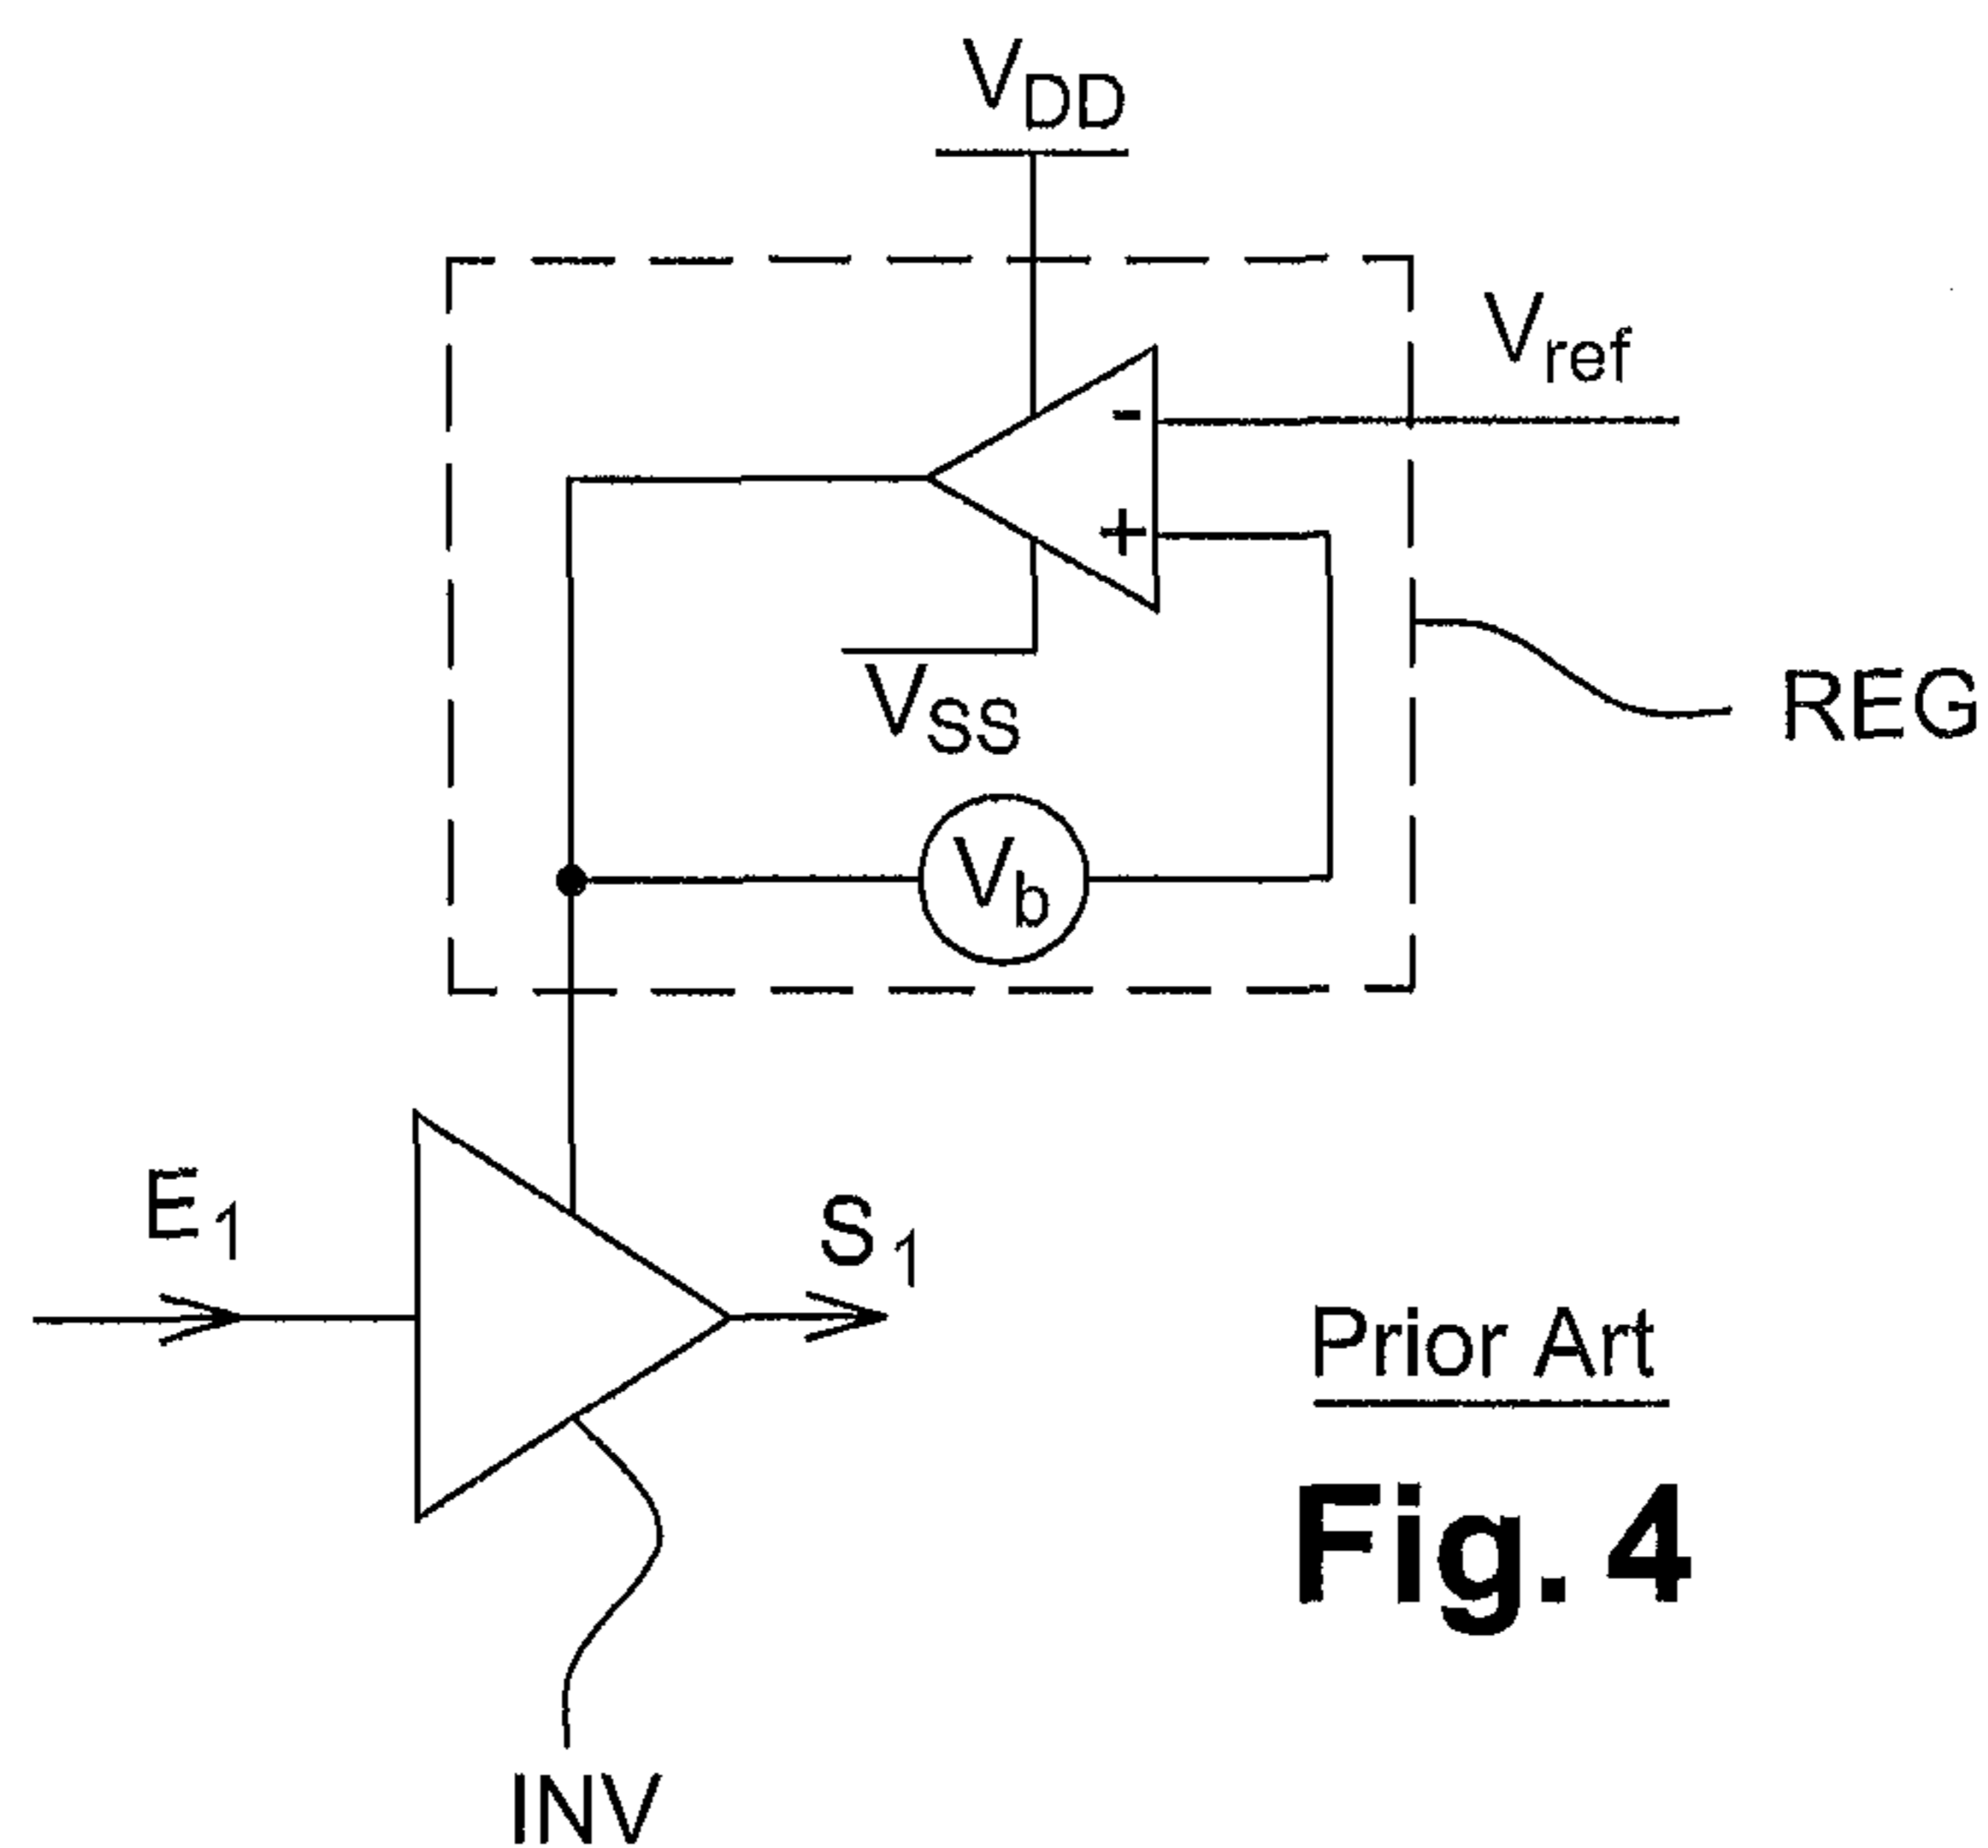 VDD
Vref
-
+
VSS
REG
Vb
E1
S1
Prior Art
Fig. 4
INV